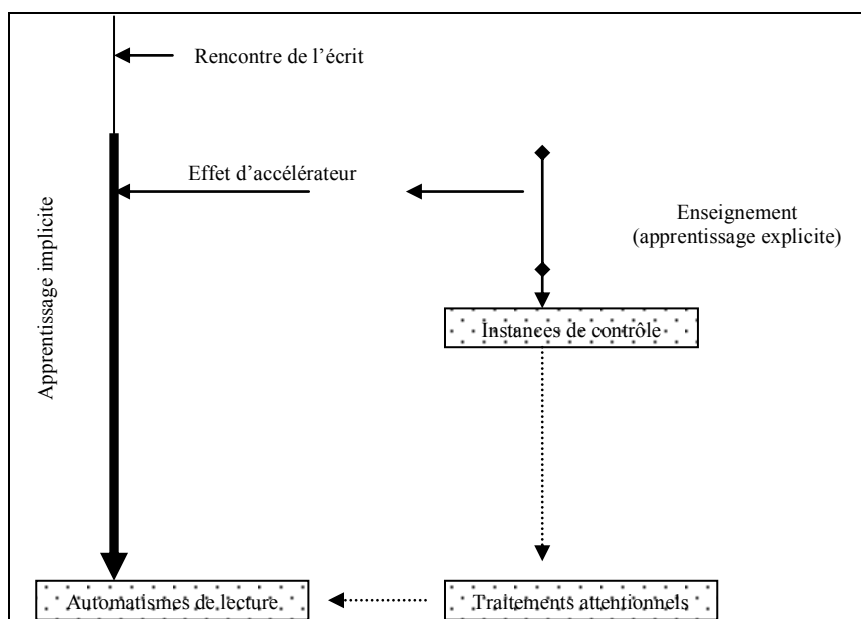 Rencontre de l’écrit
Effet d’accélérateur
Enseignement
(apprentissage explicite)
Apprentissage implicite
Instances de contrôle
Automatismes de lecture
Traitements attentionnels